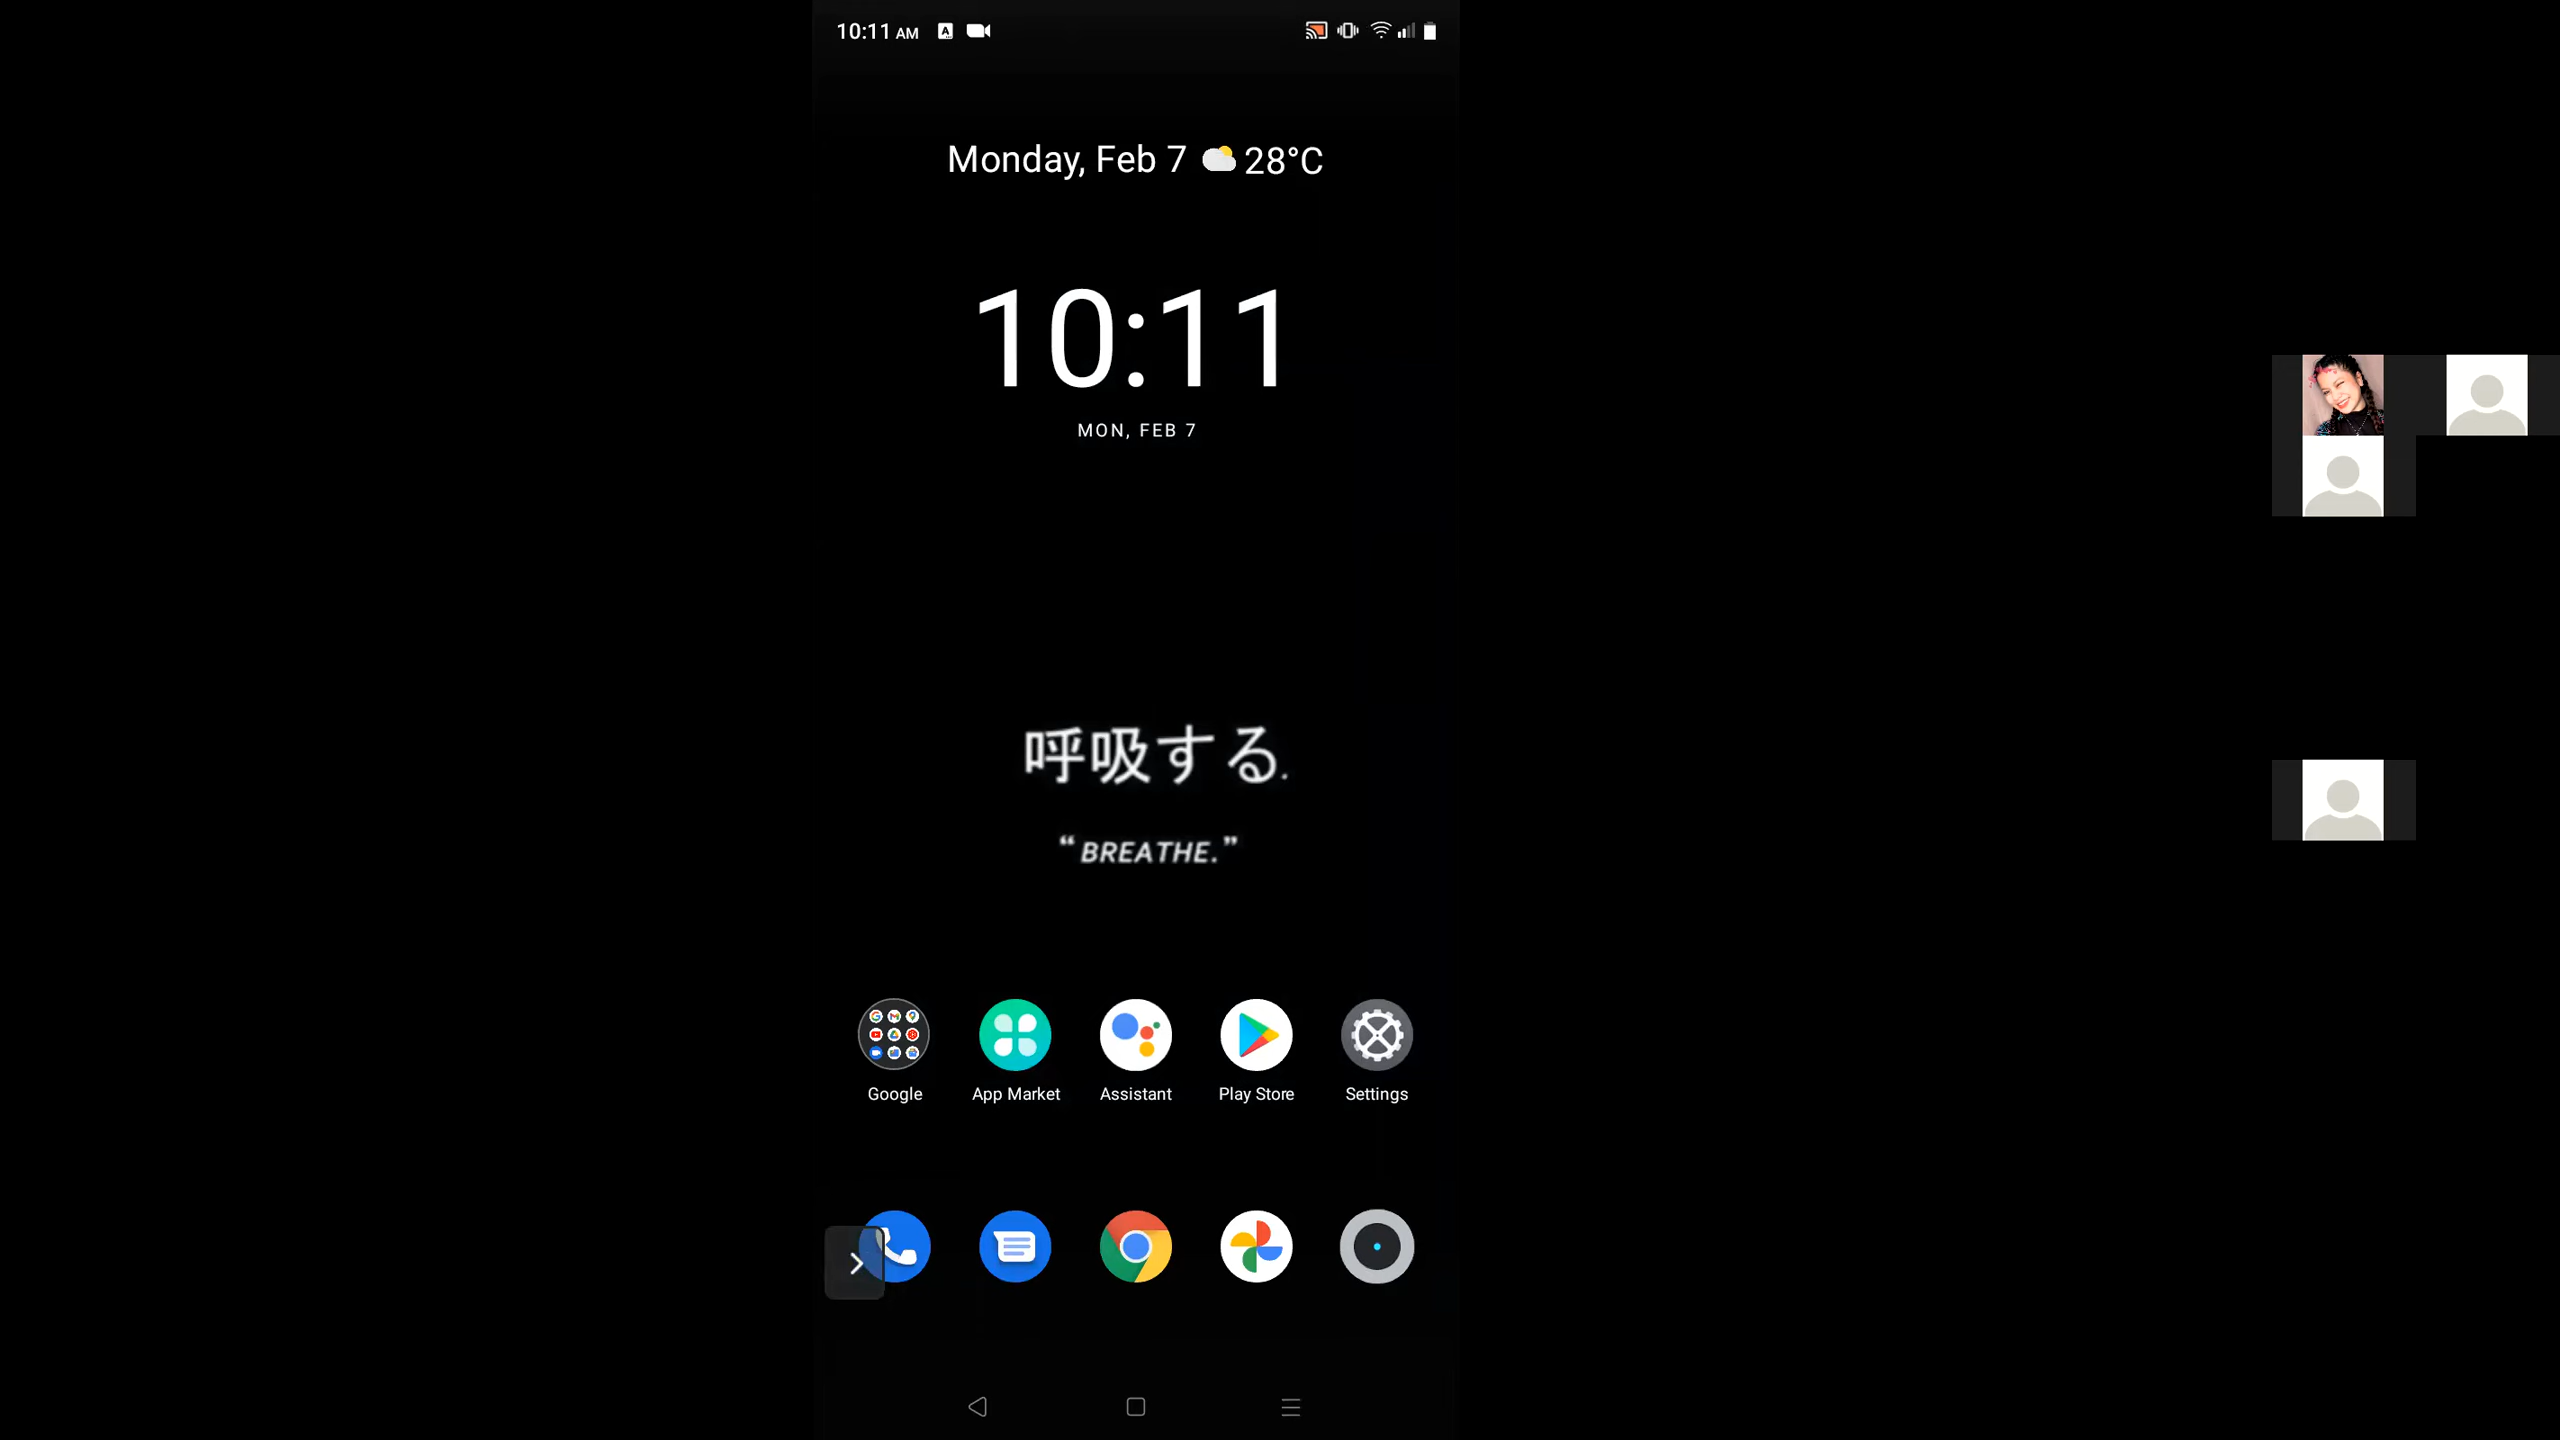 10:11 AM
Monday, Feb 7 28°C
10:11
MON, FEB 7
呼吸する.
“BREATHE.”
Google App Market Assistant Play Store Settings